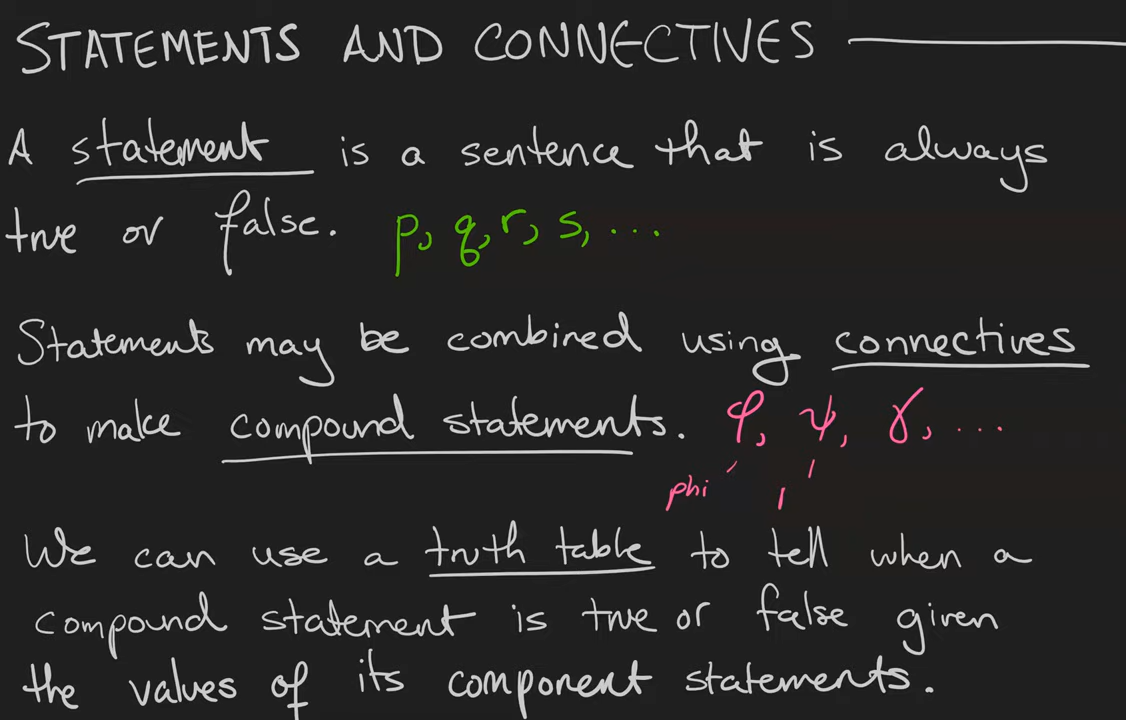 STATEMENTS AND CONNECTIVES
A statement is a sentence that is always
true or false. p, q, r, s, ...
Statements may be combined using connectives
to make compound statements. φ, ψ, γ, ...
phi
We can use a truth table to tell when a
compound statement is true or false given
the values of its component statements.